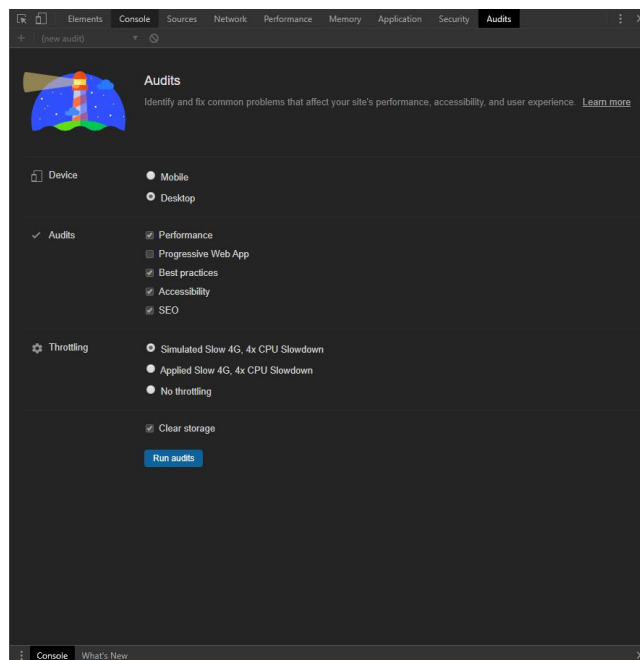 Elements Console Sources Network Performance Memory Application Security Audits
(new audit)
Audits
Identify and fix common problems that affect your site's performance, accessibility, and user experience. Learn more
Device
Mobile
Desktop
Audits
Performance
Progressive Web App
Best practices
Accessibility
SEO
Throttling
Simulated Slow 4G, 4x CPU Slowdown
Applied Slow 4G, 4x CPU Slowdown
No throttling
Clear storage
Run audits
Console What's New